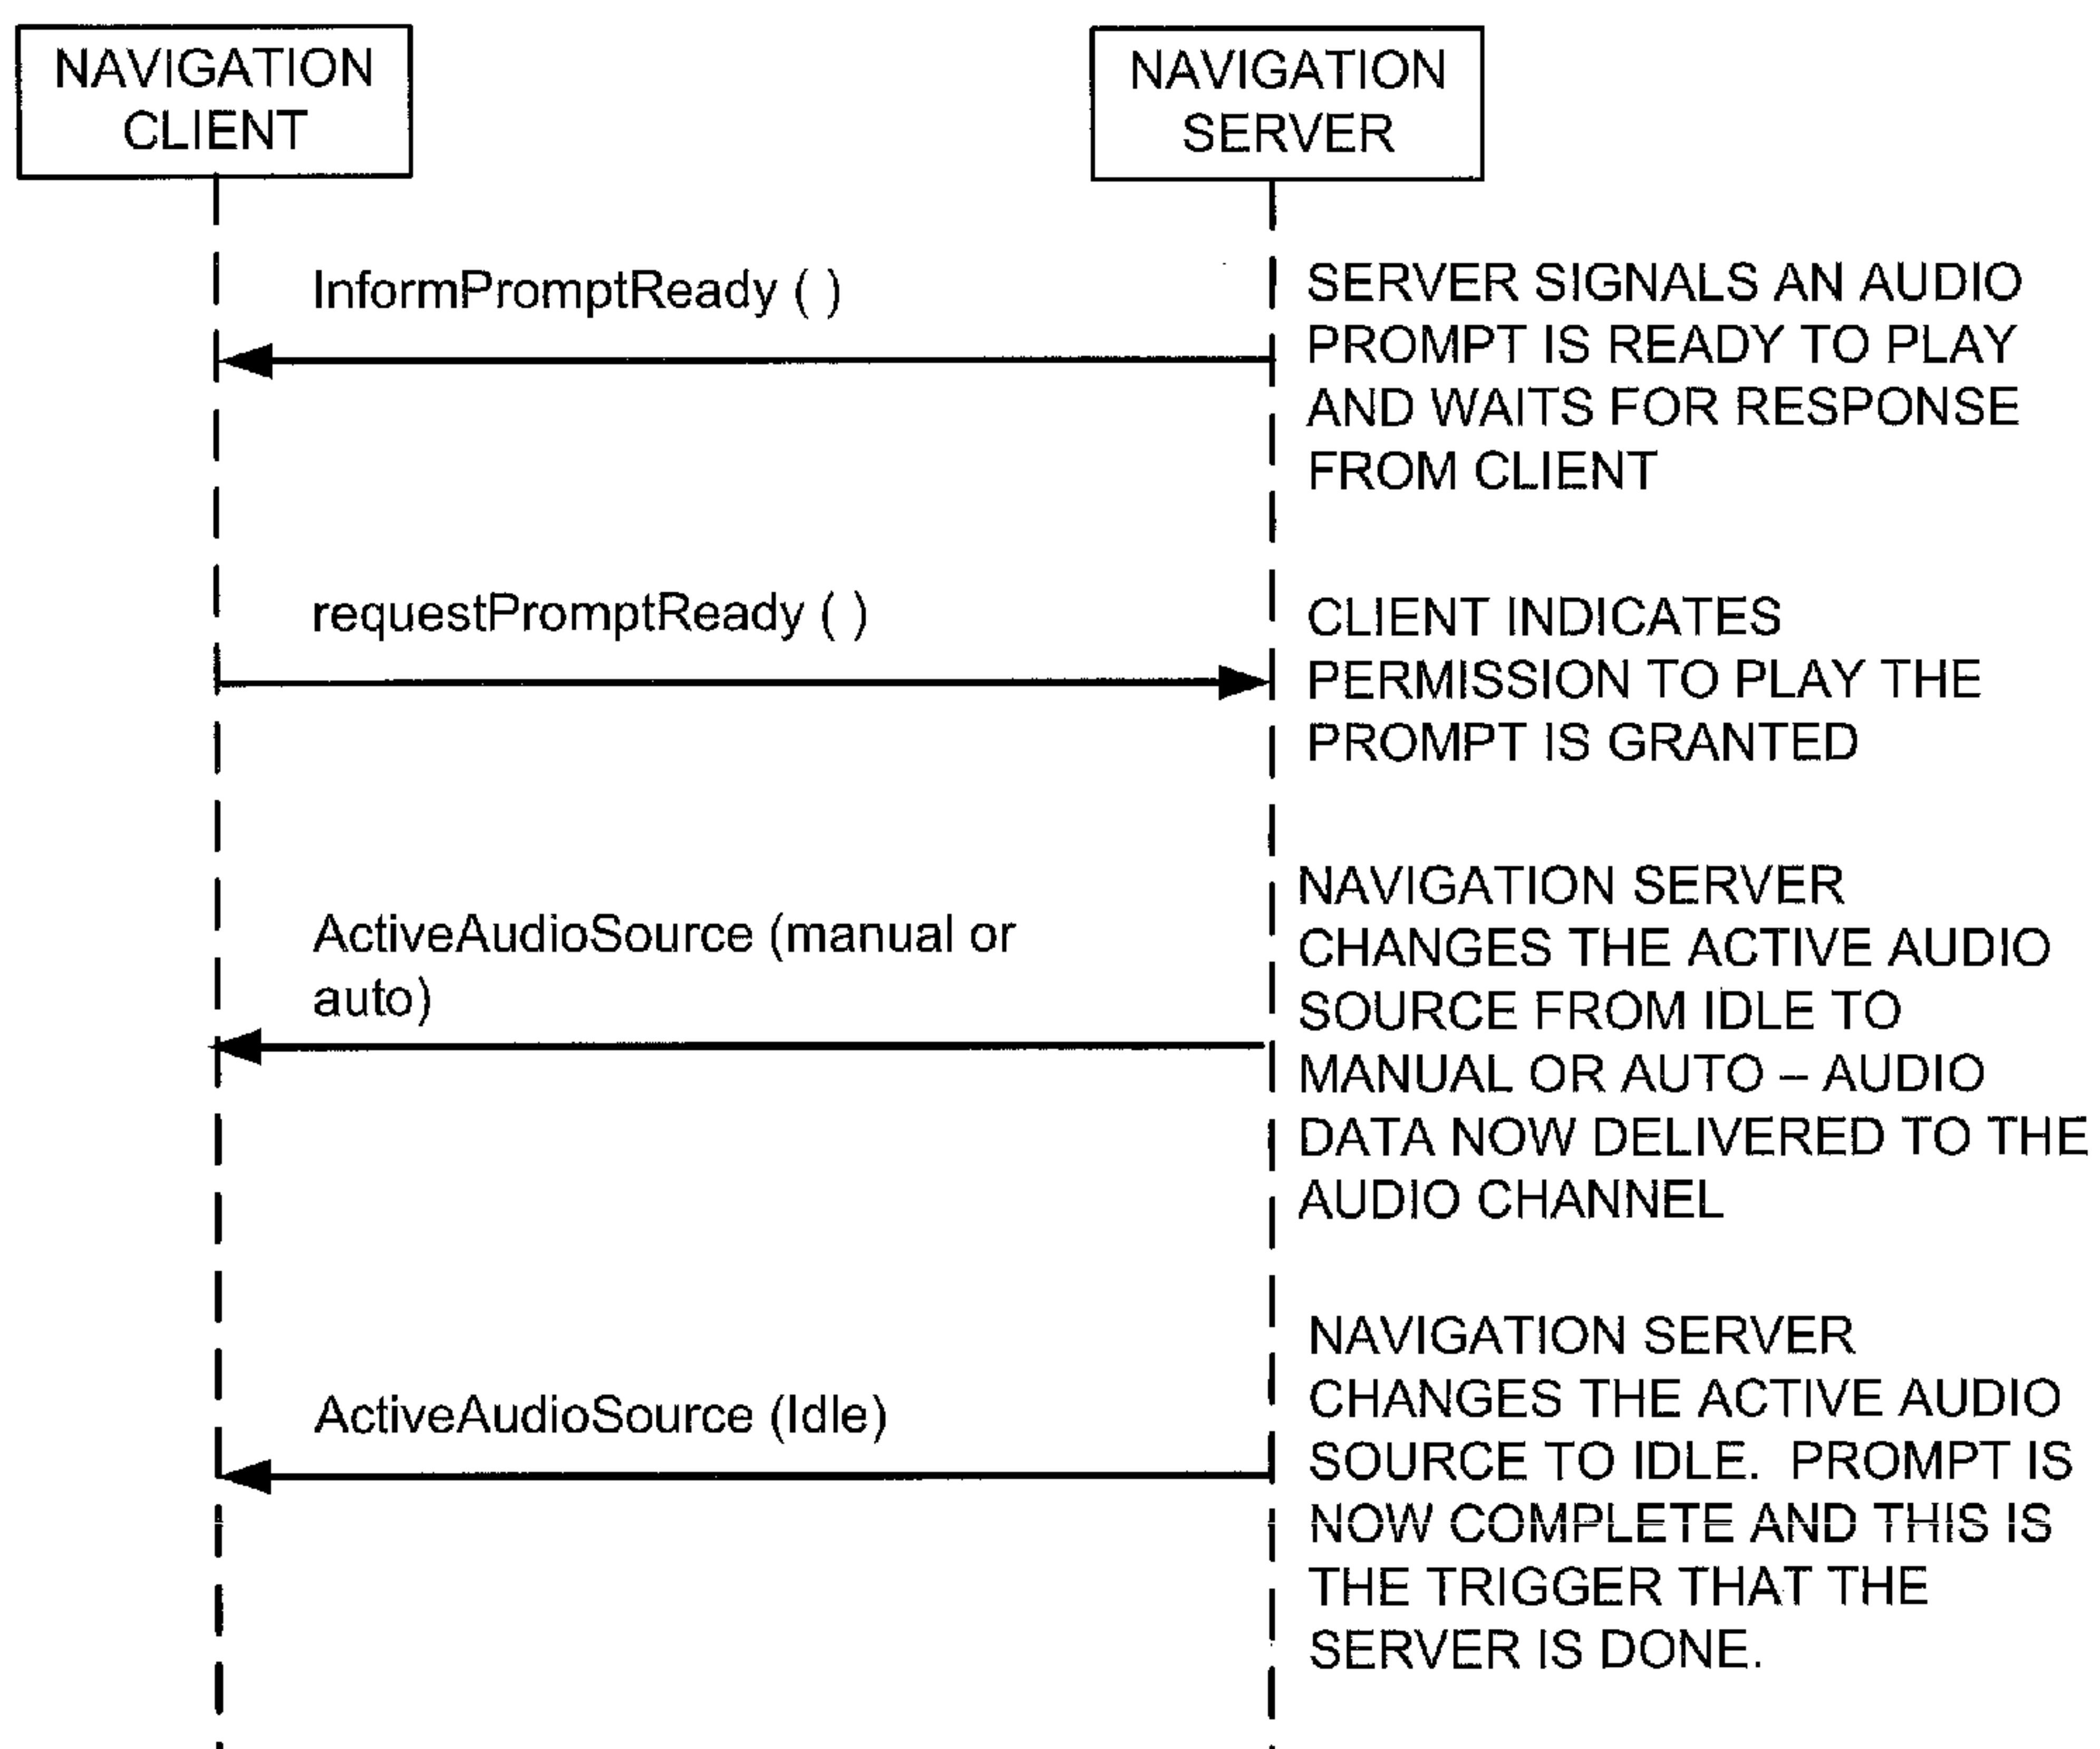 NAVIGATION
CLIENT
NAVIGATION
SERVER
InformPromptReady ( )
SERVER SIGNALS AN AUDIO
PROMPT IS READY TO PLAY
AND WAITS FOR RESPONSE
FROM CLIENT
requestPromptReady ( )
CLIENT INDICATES
PERMISSION TO PLAY THE
PROMPT IS GRANTED
ActiveAudioSource (manual or
auto)
NAVIGATION SERVER
CHANGES THE ACTIVE AUDIO
SOURCE FROM IDLE TO
MANUAL OR AUTO – AUDIO
DATA NOW DELIVERED TO THE
AUDIO CHANNEL
ActiveAudioSource (Idle)
NAVIGATION SERVER
CHANGES THE ACTIVE AUDIO
SOURCE TO IDLE. PROMPT IS
NOW COMPLETE AND THIS IS
THE TRIGGER THAT THE
SERVER IS DONE.